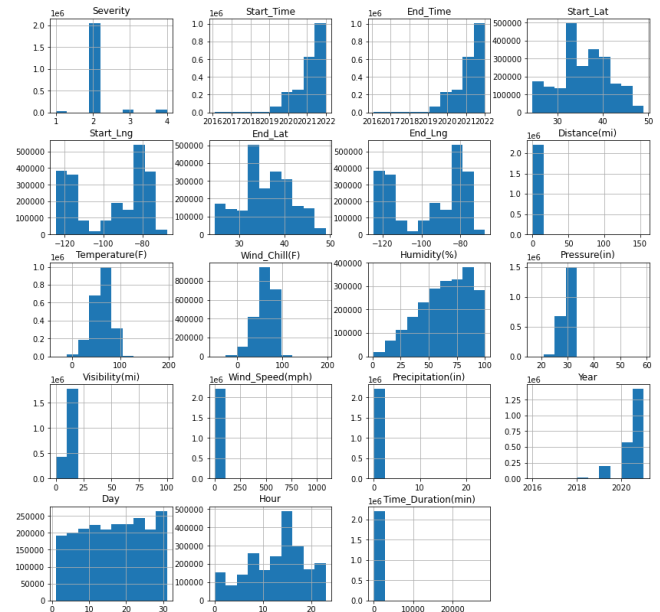 Severity Start_Time End_Time Start_Lat
1e6 1e6 1e6
2.0 1.0 1.0 500000
1.5 0.8 0.8 400000
1.0 0.6 0.6 300000
0.4 0.4 200000
0.5 0.2 0.2 100000
0.0 0.0 0.0 0
1 2 3 4 2016 2017 2018 2019 2020 2021 2022 2016 2017 2018 2019 2020 2021 2022 30 40 50
Start_Lng End_Lat End_Lng Distance(mi)
1e6
500000 500000 500000 2.0
400000 400000 400000 1.5
300000 300000 300000 1.0
200000 200000 200000
100000 100000 100000 0.5
0 0 0 0.0
−120 −100 −80 30 40 50 −120 −100 −80 0 50 100 150
Temperature(F) Wind_Chill(F) Humidity(%) Pressure(in)
1e6 1e6
1.0 800000 400000 1.5
0.8 600000 300000 1.0
0.6 400000 200000
0.4 200000 100000 0.5
0.2
0.0 0 0 0.0
0 100 200 0 100 200 0 25 50 75 100 20 30 40 50 60
Visibility(mi) Wind_Speed(mph) Precipitation(in) Year
1e6 1e6 1e6 1e6
1.5 2.0 2.0 1.25
1.0 1.5 1.5 1.00
1.0 1.0 0.75
0.5 0.5 0.5 0.50
0.25
0.0 0.0 0.0 0.00
0 25 50 75 100 0 250 500 750 1000 0 10 20 2016 2018 2020
Day Hour Time_Duration(min)
1e6
250000 500000 2.0
200000 400000 1.5
150000 300000 1.0
100000 200000
50000 100000 0.5
0 0 0.0
0 10 20 30 0 10 20 0 10000 20000